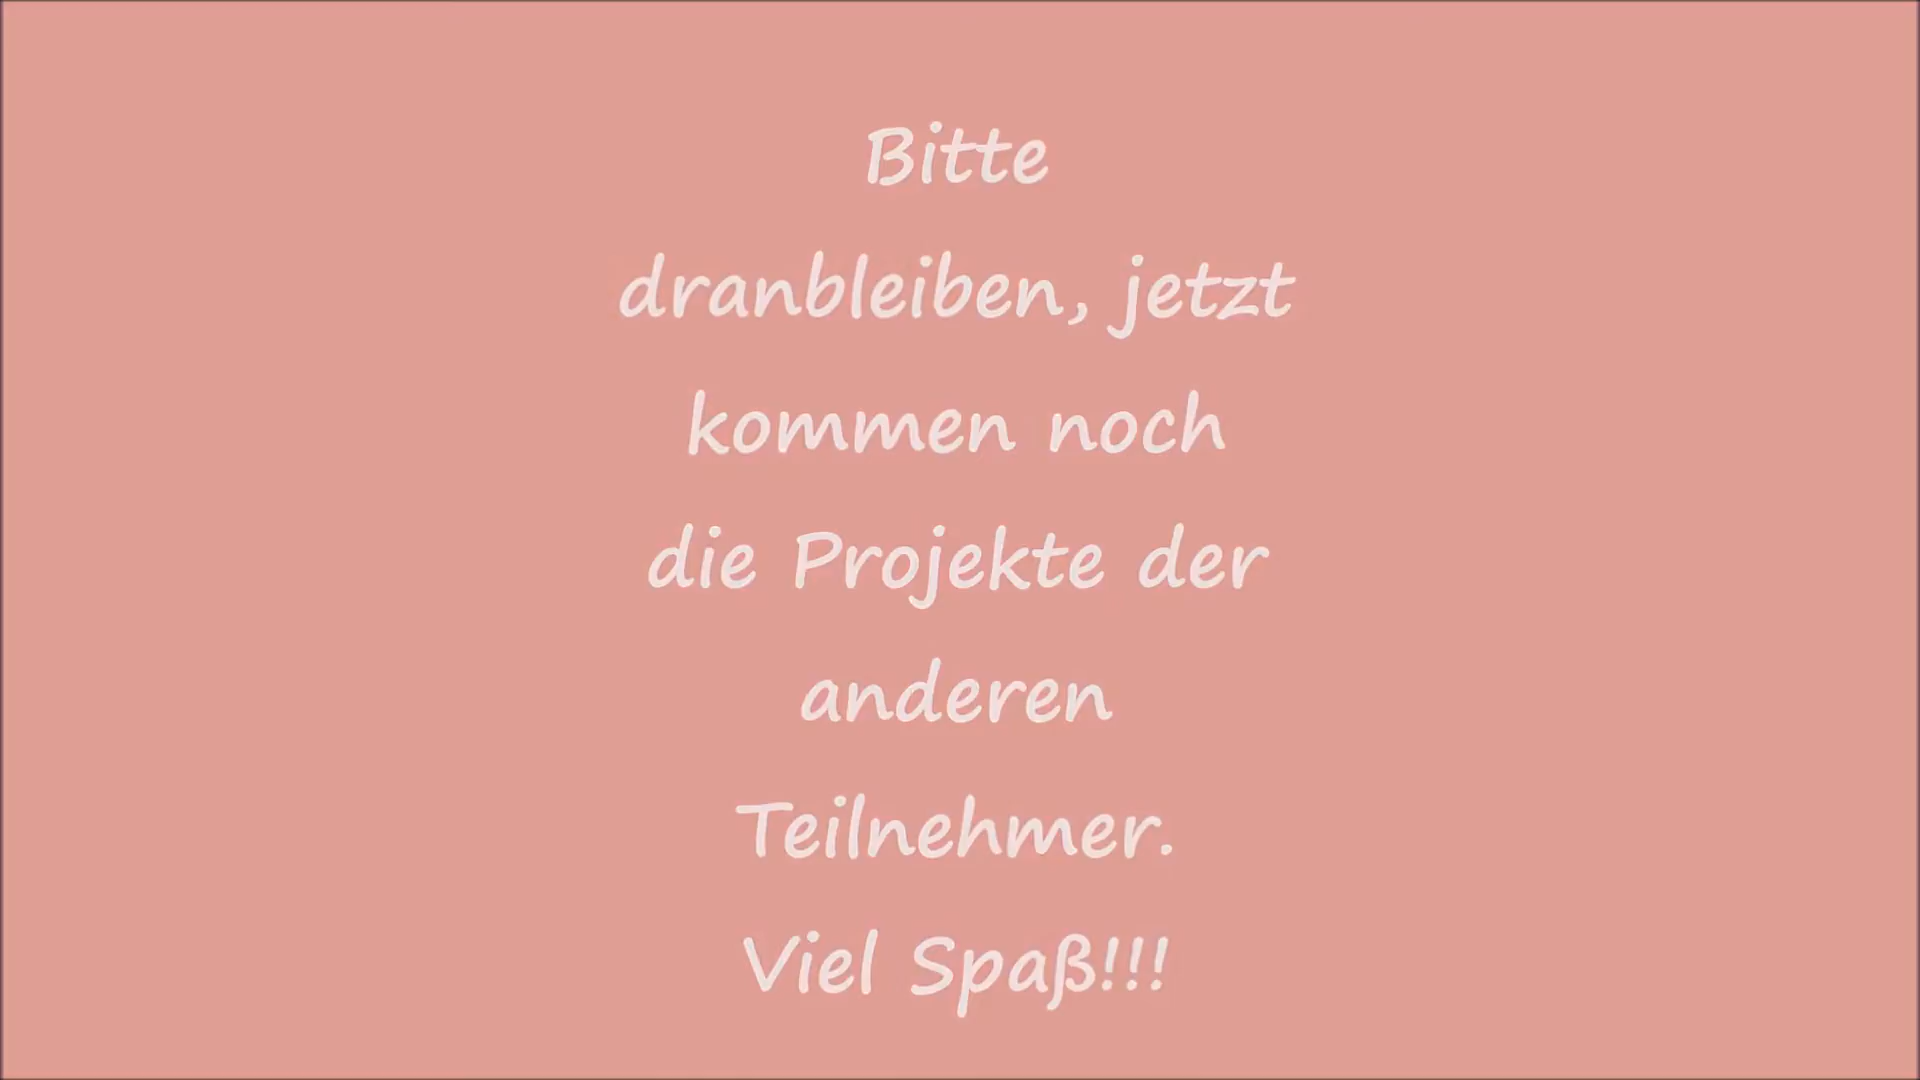 Bitte
dranbleiben, jetzt
kommen noch
die Projekte der
anderen
Teilnehmer.
Viel Spaß!!!